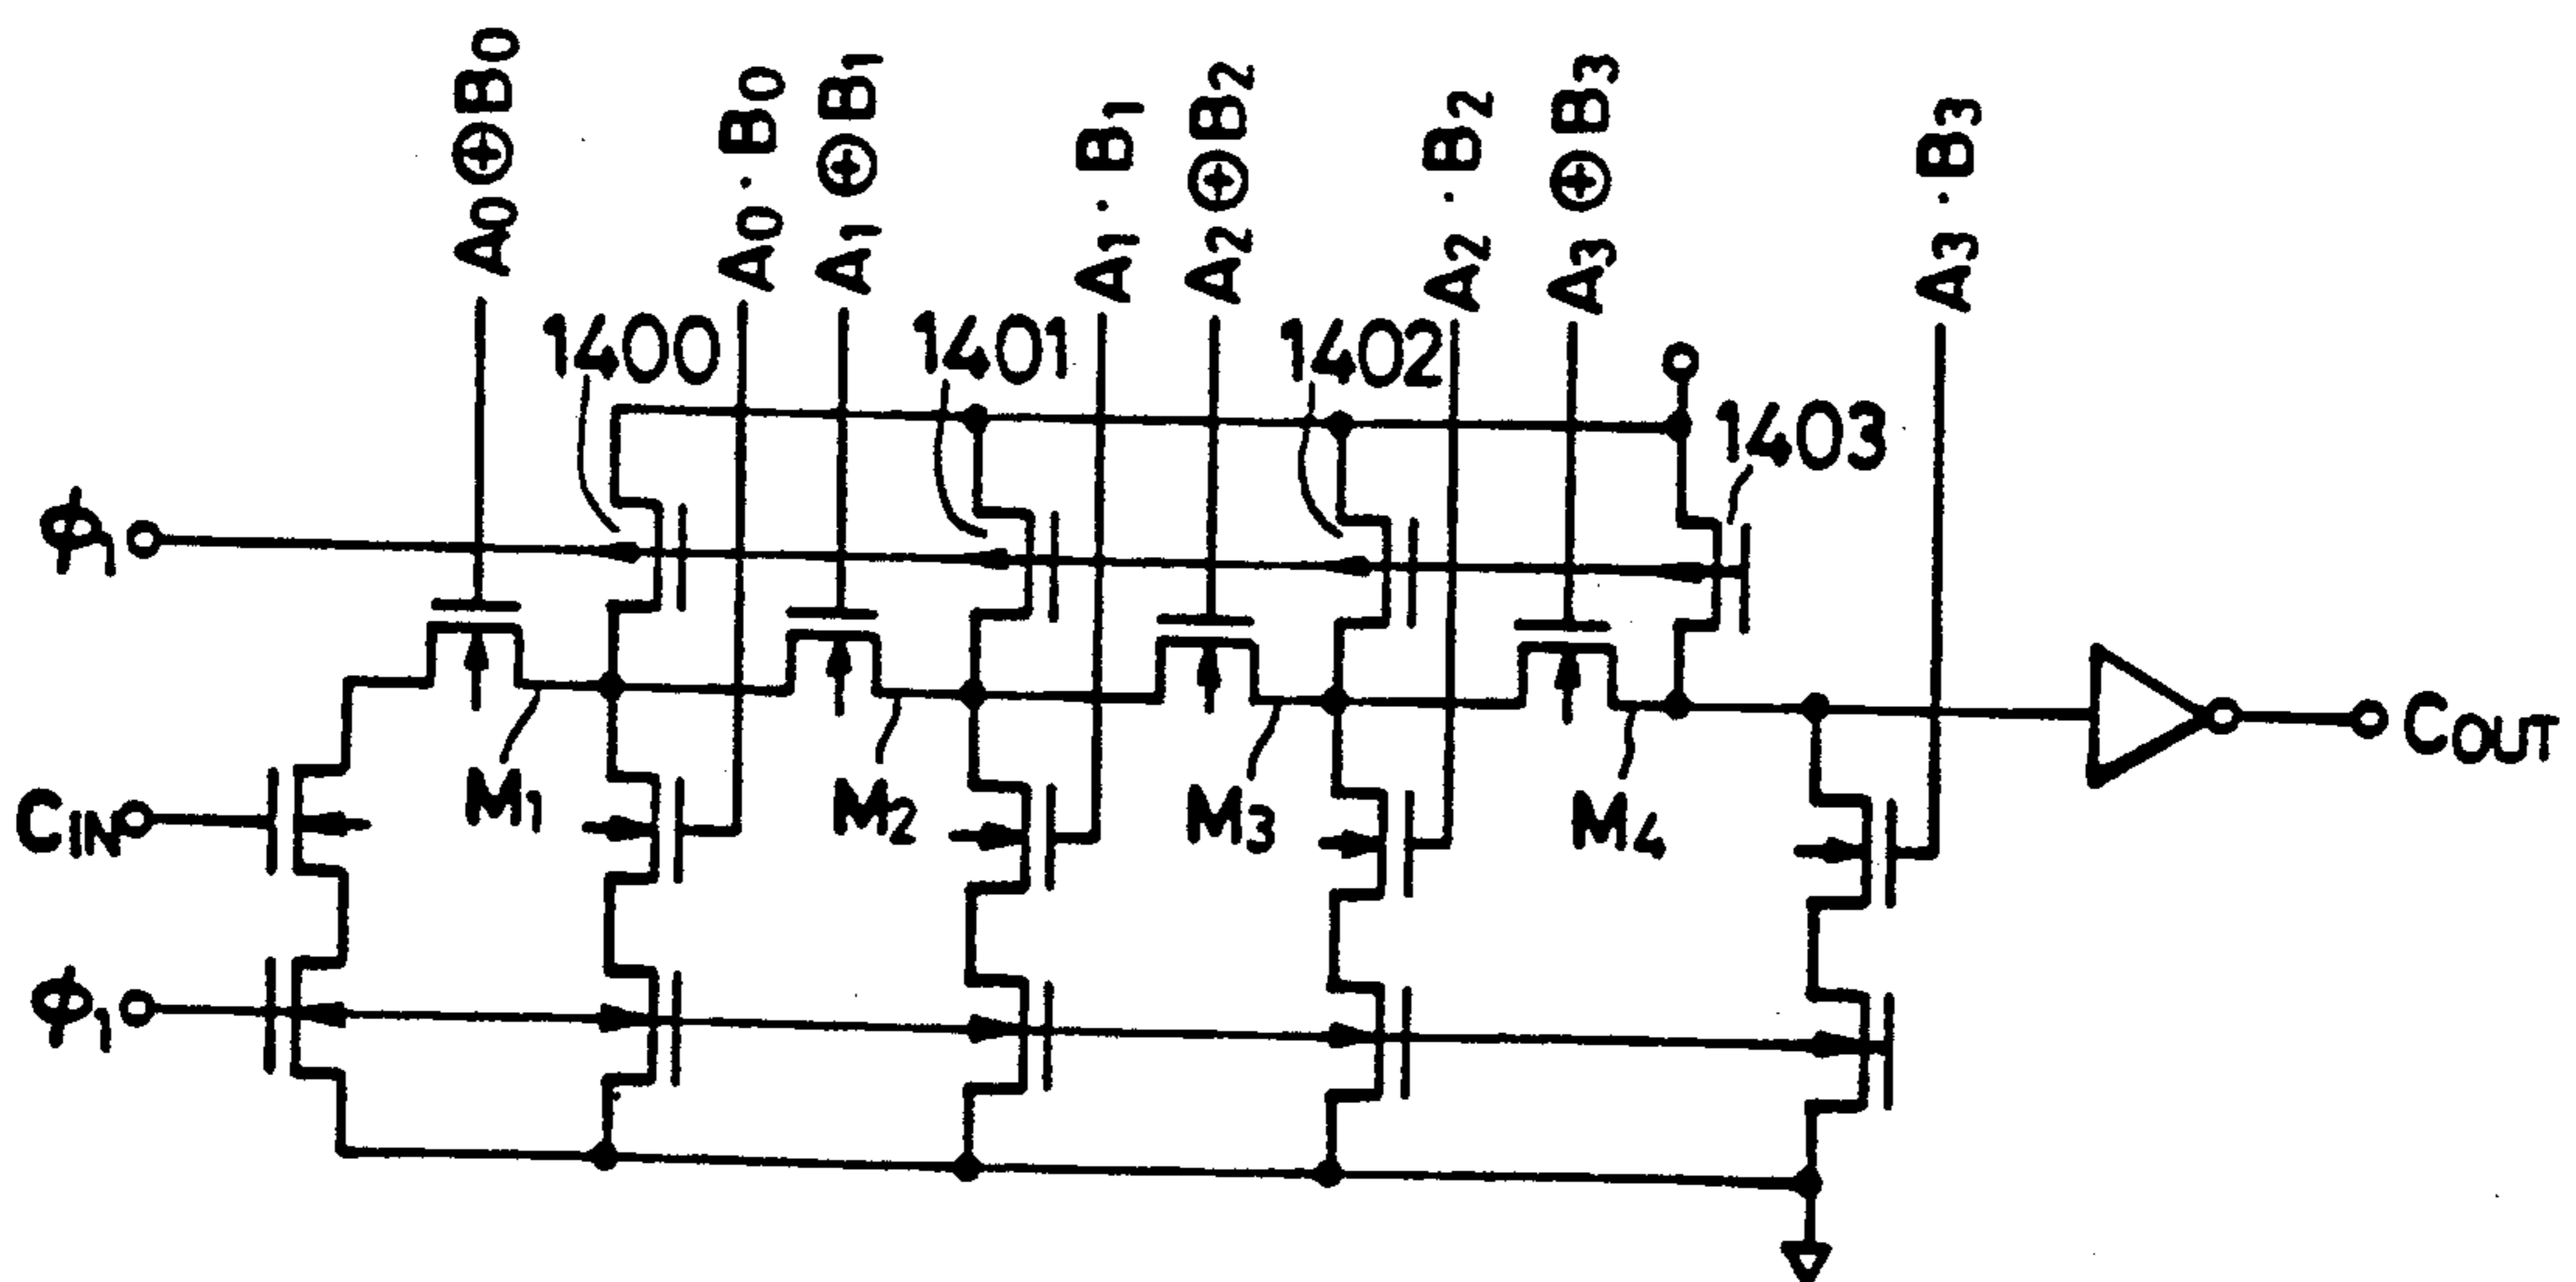 A0⊕B0
A0·B0
A1⊕B1
A1·B1
A2⊕B2
A2·B2
A3⊕B3
A3·B3
1400
1401
1402
1403
ϕ1
M1
M2
M3
M4
CIN
COUT
ϕ1